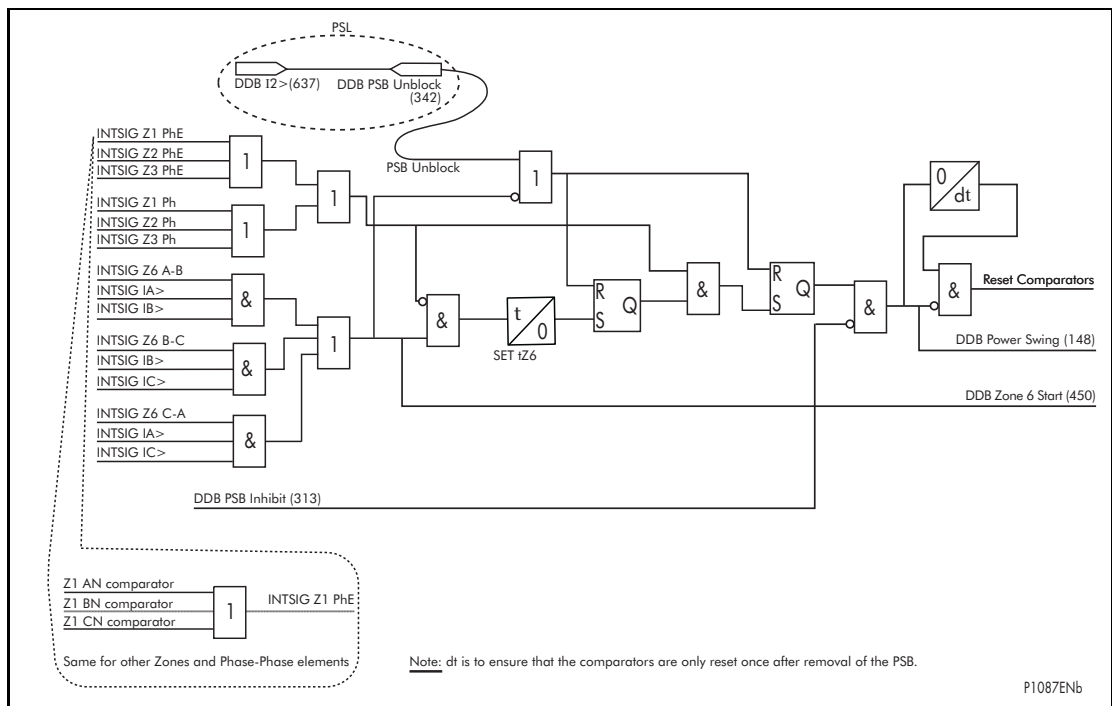 PSL
DDB I2>(637)
DDB PSB Unblock
(342)
INTSIG Z1 PhE
INTSIG Z2 PhE
INTSIG Z3 PhE
1
INTSIG Z1 Ph
INTSIG Z2 Ph
INTSIG Z3 Ph
1
1
PSB Unblock
1
0
dt
INTSIG Z6 A-B
INTSIG IA>
INTSIG IB>
&
INTSIG Z6 B-C
INTSIG IB>
INTSIG IC>
&
INTSIG Z6 C-A
INTSIG IA>
INTSIG IC>
&
1
&
t
0
SET tZ6
R
S
Q
&
R
S
Q
&
&
Reset Comparators
DDB Power Swing (148)
DDB Zone 6 Start (450)
DDB PSB Inhibit (313)
Z1 AN comparator
Z1 BN comparator
Z1 CN comparator
1
INTSIG Z1 PhE
Same for other Zones and Phase-Phase elements
Note: dt is to ensure that the comparators are only reset once after removal of the PSB.
P1087ENb